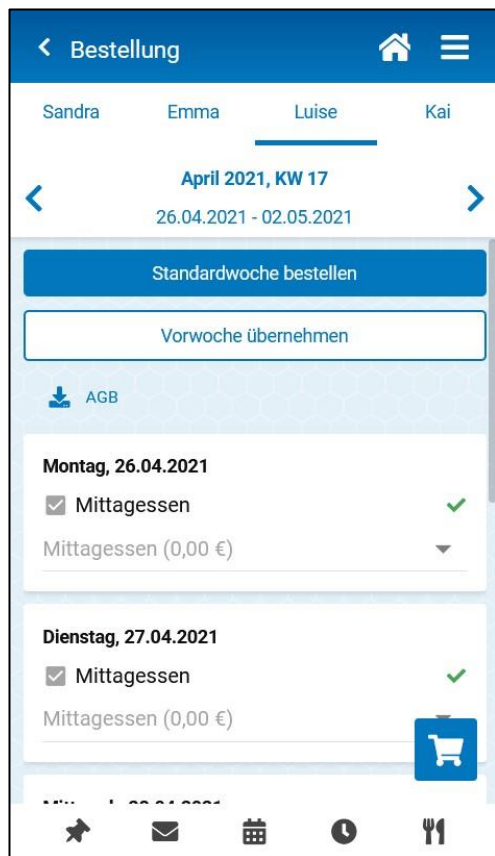 Bestellung
Sandra Emma Luise Kai
April 2021, KW 17
26.04.2021 - 02.05.2021
Standardwoche bestellen
Vorwoche übernehmen
AGB
Montag, 26.04.2021
Mittagessen
Mittagessen (0,00 €)
Dienstag, 27.04.2021
Mittagessen
Mittagessen (0,00 €)